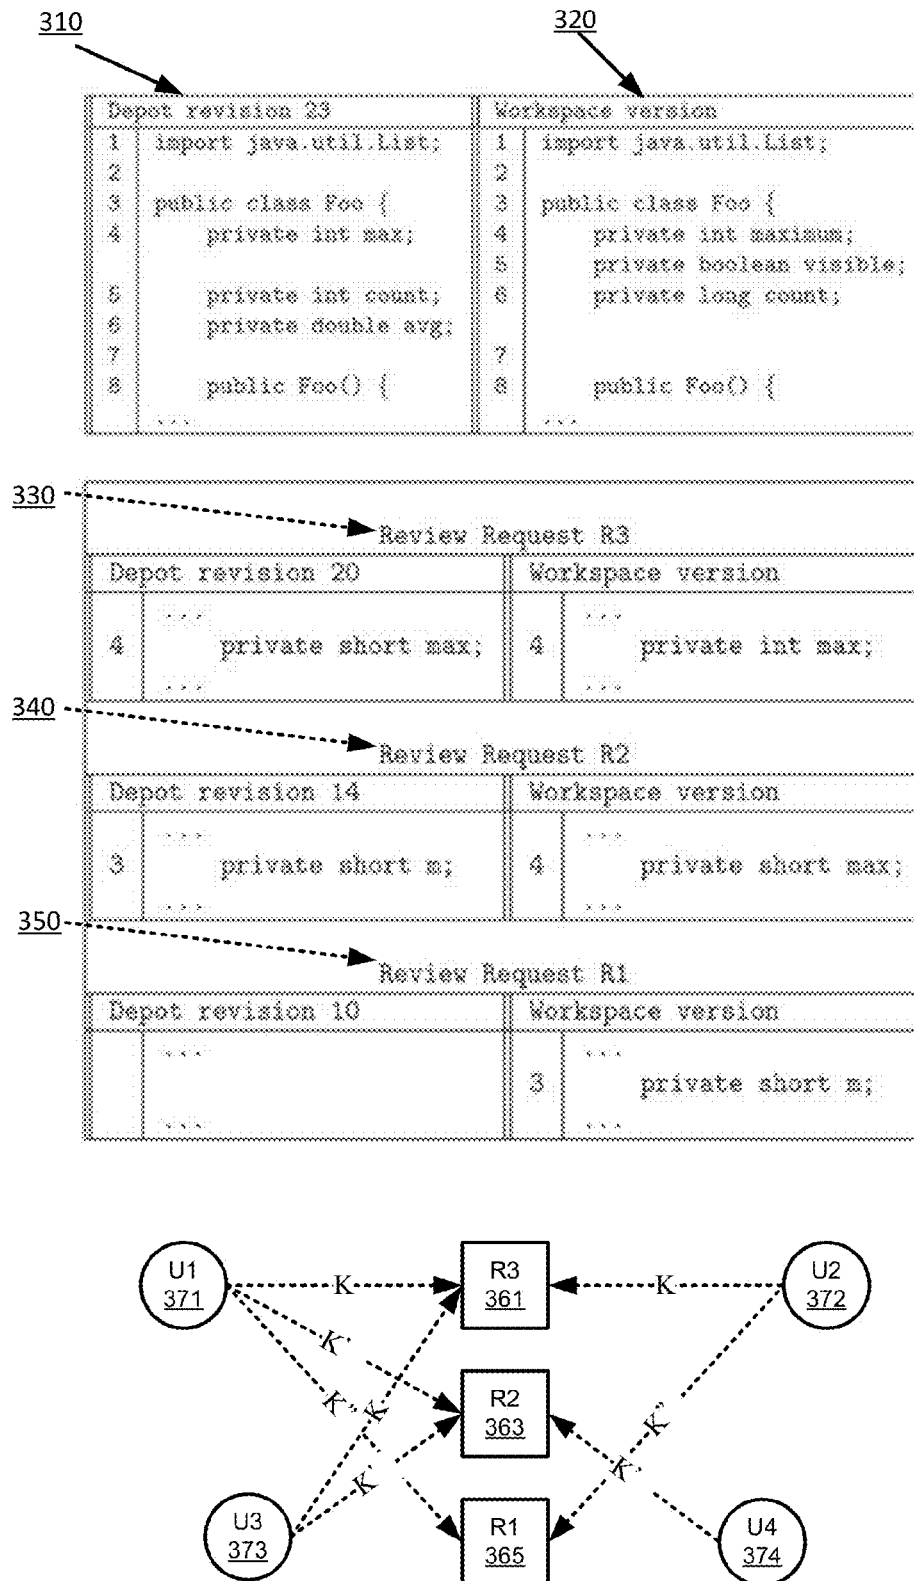 310
320
Depot revision 23 Workspace version
1 import java.util.List; 1 import java.util.List;
2 2
3 public class Foo { 3 public class Foo {
4 private int max; 4 private int maximum;
5 private boolean visible;
5 private int count; 6 private long count;
6 private double avg;
7 7
8 public Foo() { 8 public Foo() {
... ...
330
Review Request R3
Depot revision 20 Workspace version
... ...
4 private short max; 4 private int max;
... ...
340
Review Request R2
Depot revision 14 Workspace version
... ...
3 private short m; 4 private short max;
... ...
350
Review Request R1
Depot revision 10 Workspace version
... ...
3 private short m;
... ...
U1 371
K
R3 361
K
U2 372
K'
K"
K
R2 363
K"
K'
K'
U3 373
R1 365
U4 374